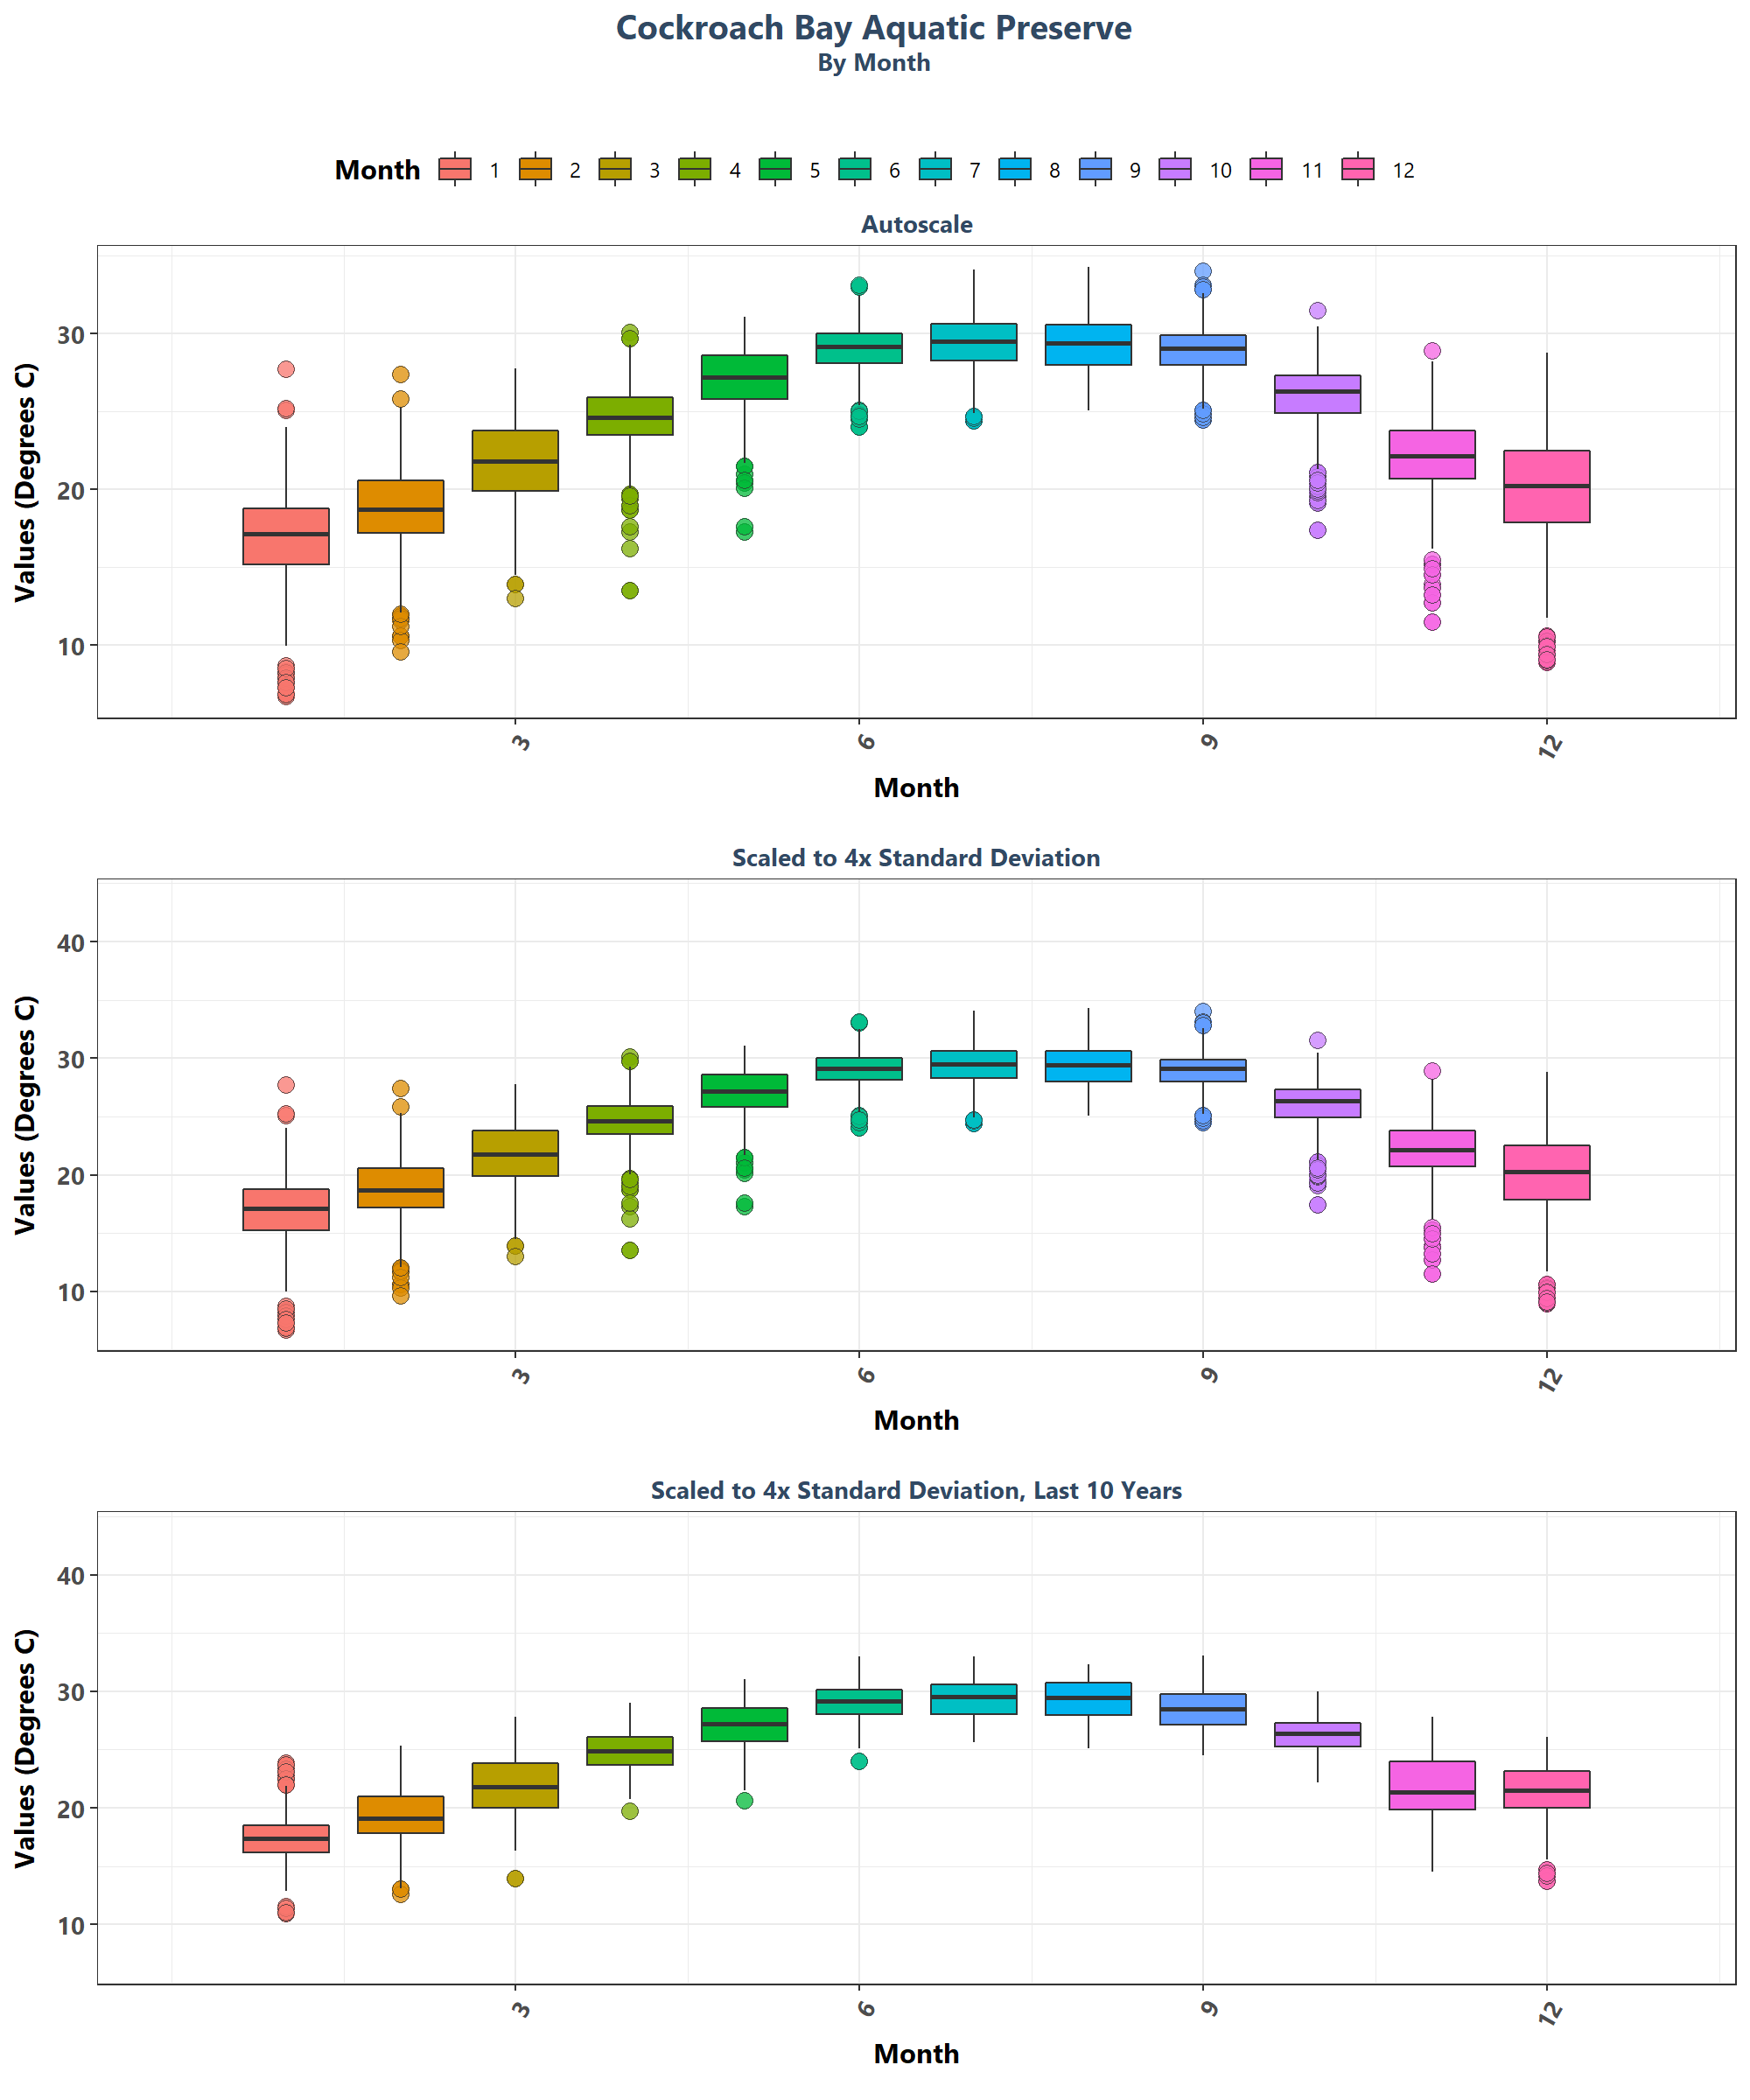 Cockroach Bay Aquatic Preserve
By Month
Month 1 2 3 4 5 6 7 8 9 10 11 12
Autoscale
Values (Degrees C)
30
20
10
3 6 9 12
Month
Scaled to 4x Standard Deviation
Values (Degrees C)
40
30
20
10
3 6 9 12
Month
Scaled to 4x Standard Deviation, Last 10 Years
Values (Degrees C)
40
30
20
10
3 6 9 12
Month